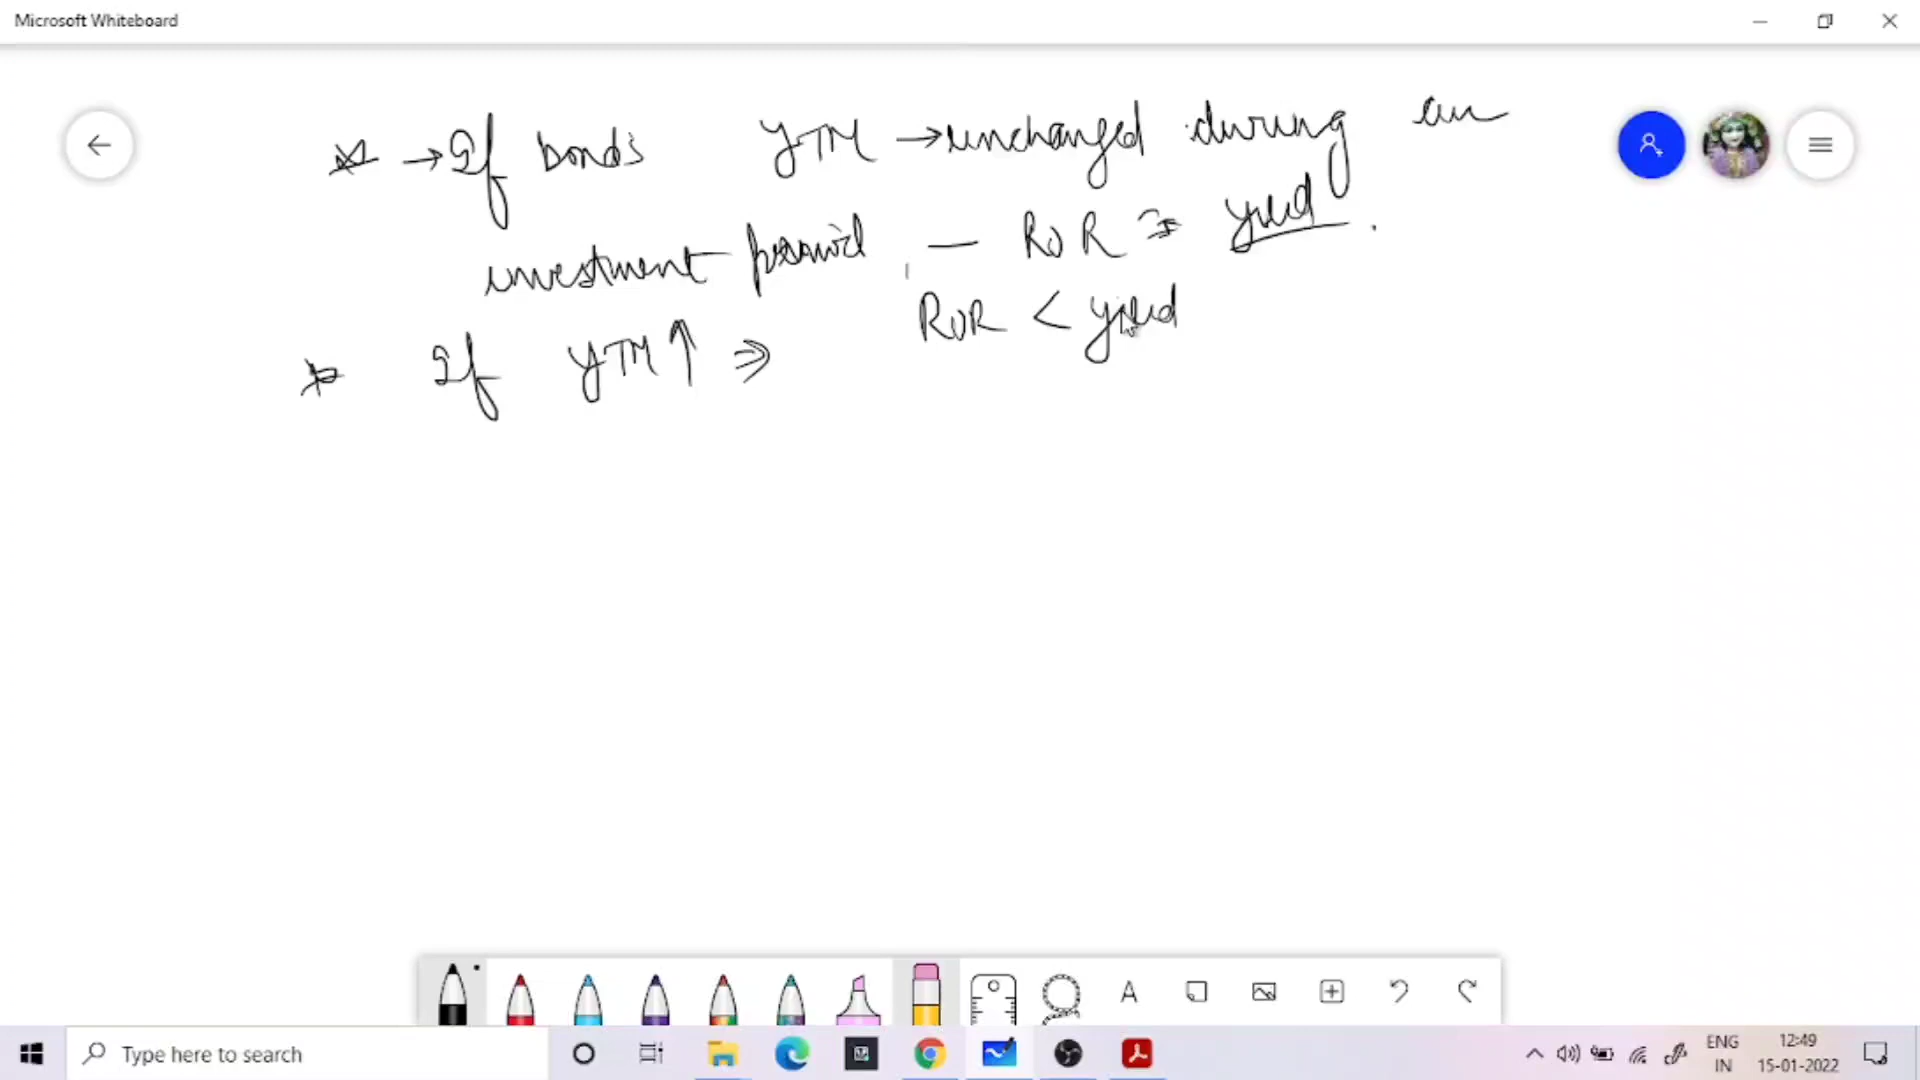 Microsoft Whiteboard
→ If bonds YTM → unchanged during an
investment period, — ROR = yield.
If YTM ↑ ⇒ ROR < yield
A
Type here to search
ENG
IN
12:49
15-01-2022